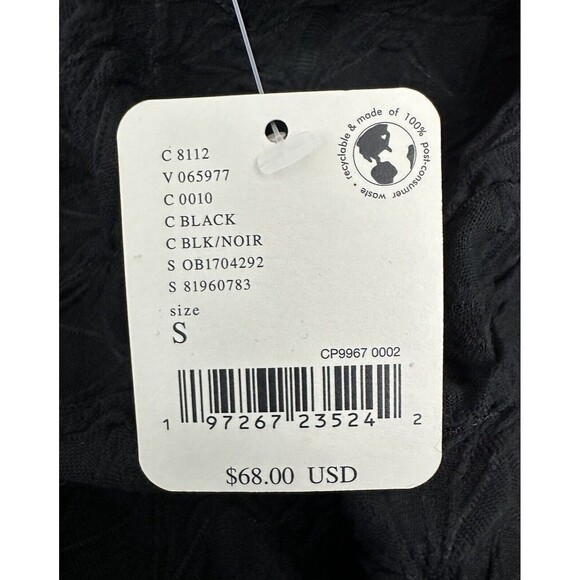 recyclable & made of 100% post-consumer waste •
C 8112
V 065977
C 0010
C BLACK
C BLK/NOIR
S OB1704292
S 81960783
size
S
CP9967 0002
1 97267 23524 2
$68.00 USD